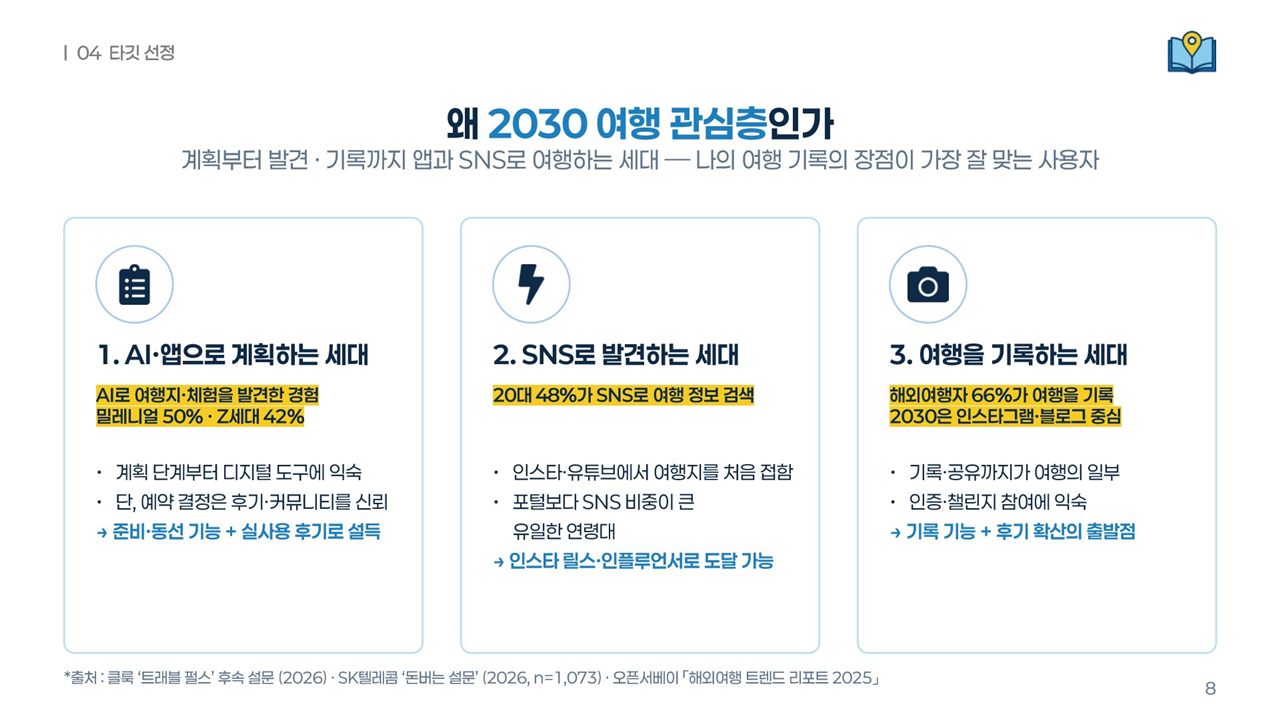 | 04 타깃 선정
왜 2030 여행 관심층인가
계획부터 발견 · 기록까지 앱과 SNS로 여행하는 세대 — 나의 여행 기록의 장점이 가장 잘 맞는 사용자
1. AI·앱으로 계획하는 세대
AI로 여행지·체험을 발견한 경험
밀레니얼 50% · Z세대 42%
• 계획 단계부터 디지털 도구에 익숙
• 단, 예약 결정은 후기·커뮤니티를 신뢰
→ 준비·동선 기능 + 실사용 후기로 설득
2. SNS로 발견하는 세대
20대 48%가 SNS로 여행 정보 검색
• 인스타·유튜브에서 여행지를 처음 접함
• 포털보다 SNS 비중이 큰
유일한 연령대
→ 인스타 릴스·인플루언서로 도달 가능
3. 여행을 기록하는 세대
해외여행자 66%가 여행을 기록
2030은 인스타그램·블로그 중심
• 기록·공유까지가 여행의 일부
• 인증·챌린지 참여에 익숙
→ 기록 기능 + 후기 확산의 출발점
*출처 : 클룩 ‘트래블 펄스’ 후속 설문 (2026) · SK텔레콤 ‘돈버는 설문’ (2026, n=1,073) · 오픈서베이 「해외여행 트렌드 리포트 2025」
8